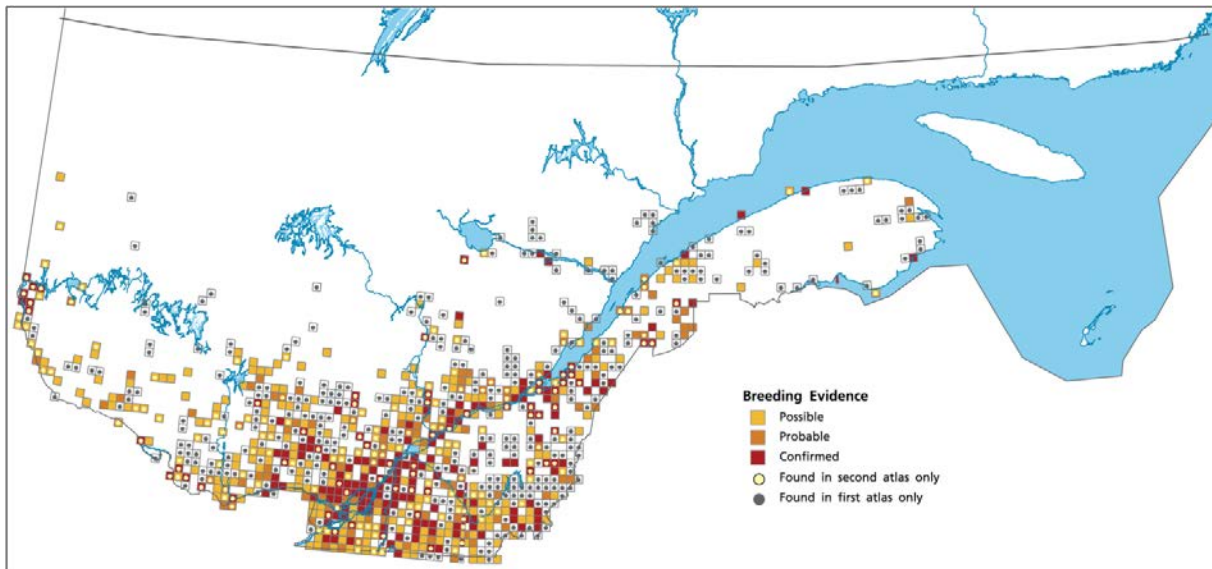 Breeding Evidence
Possible
Probable
Confirmed
Found in second atlas only
Found in first atlas only